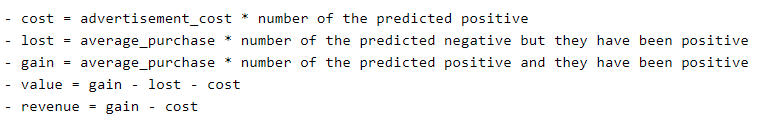 - cost = advertisement_cost * number of the predicted positive
- lost = average_purchase * number of the predicted negative but they have been positive
- gain = average_purchase * number of the predicted positive and they have been positive
- value = gain - lost - cost
- revenue = gain - cost